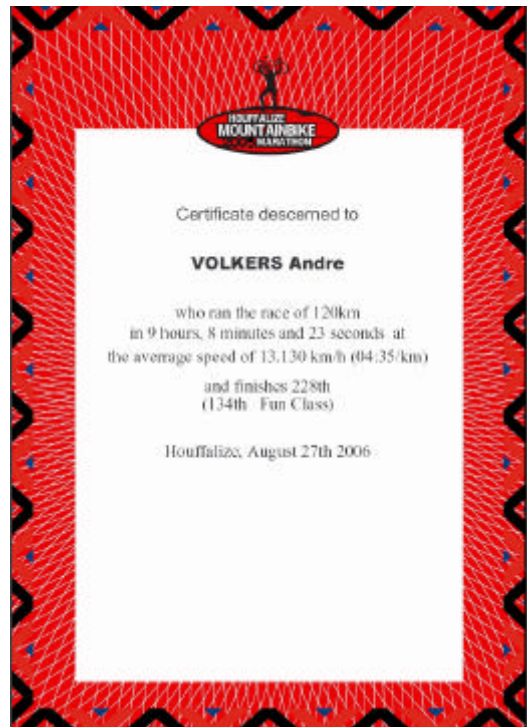 HOUFFALIZE
MOUNTAINBIKE
MARATHON
Certificate descerned to
VOLKERS Andre
who ran the race of 120km
in 9 hours, 8 minutes and 23 seconds at
the averrage speed of 13.130 km/h (04:35/km)
and finishes 228th
(134th Fun Class)
Houffalize, August 27th 2006